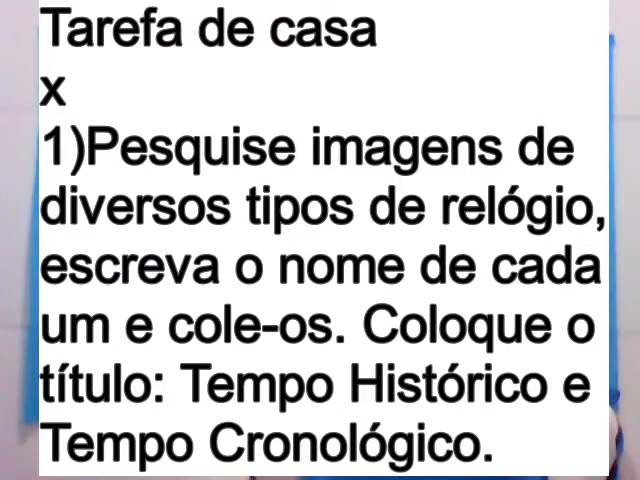 Tarefa de casa
x
1)Pesquise imagens de
diversos tipos de relógio,
escreva o nome de cada
um e cole-os. Coloque o
título: Tempo Histórico e
Tempo Cronológico.